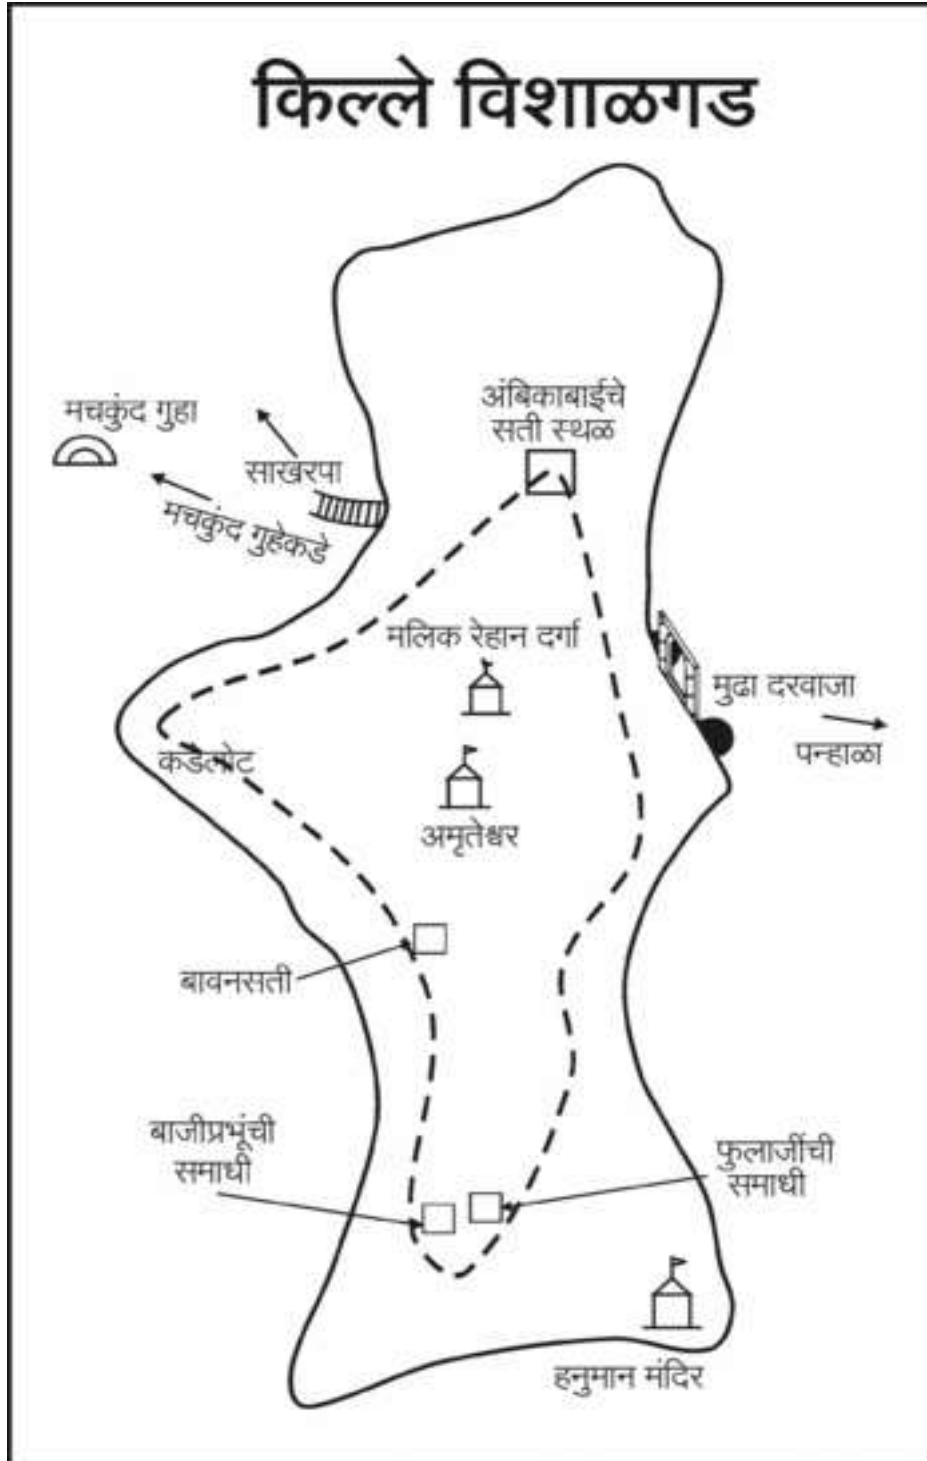 किल्ले विशाळगड
अंबिकाबाईचे
सती स्थळ
मचकुंद गुहा
साखरपा
मचकुंद गुहेकडे
मलिक रेहान दर्गा
मुढा दरवाजा
पन्हाळा
कडेलोट
अमृतेश्वर
बावनसती
बाजीप्रभूंची
समाधी
फुलाजींची
समाधी
हनुमान मंदिर